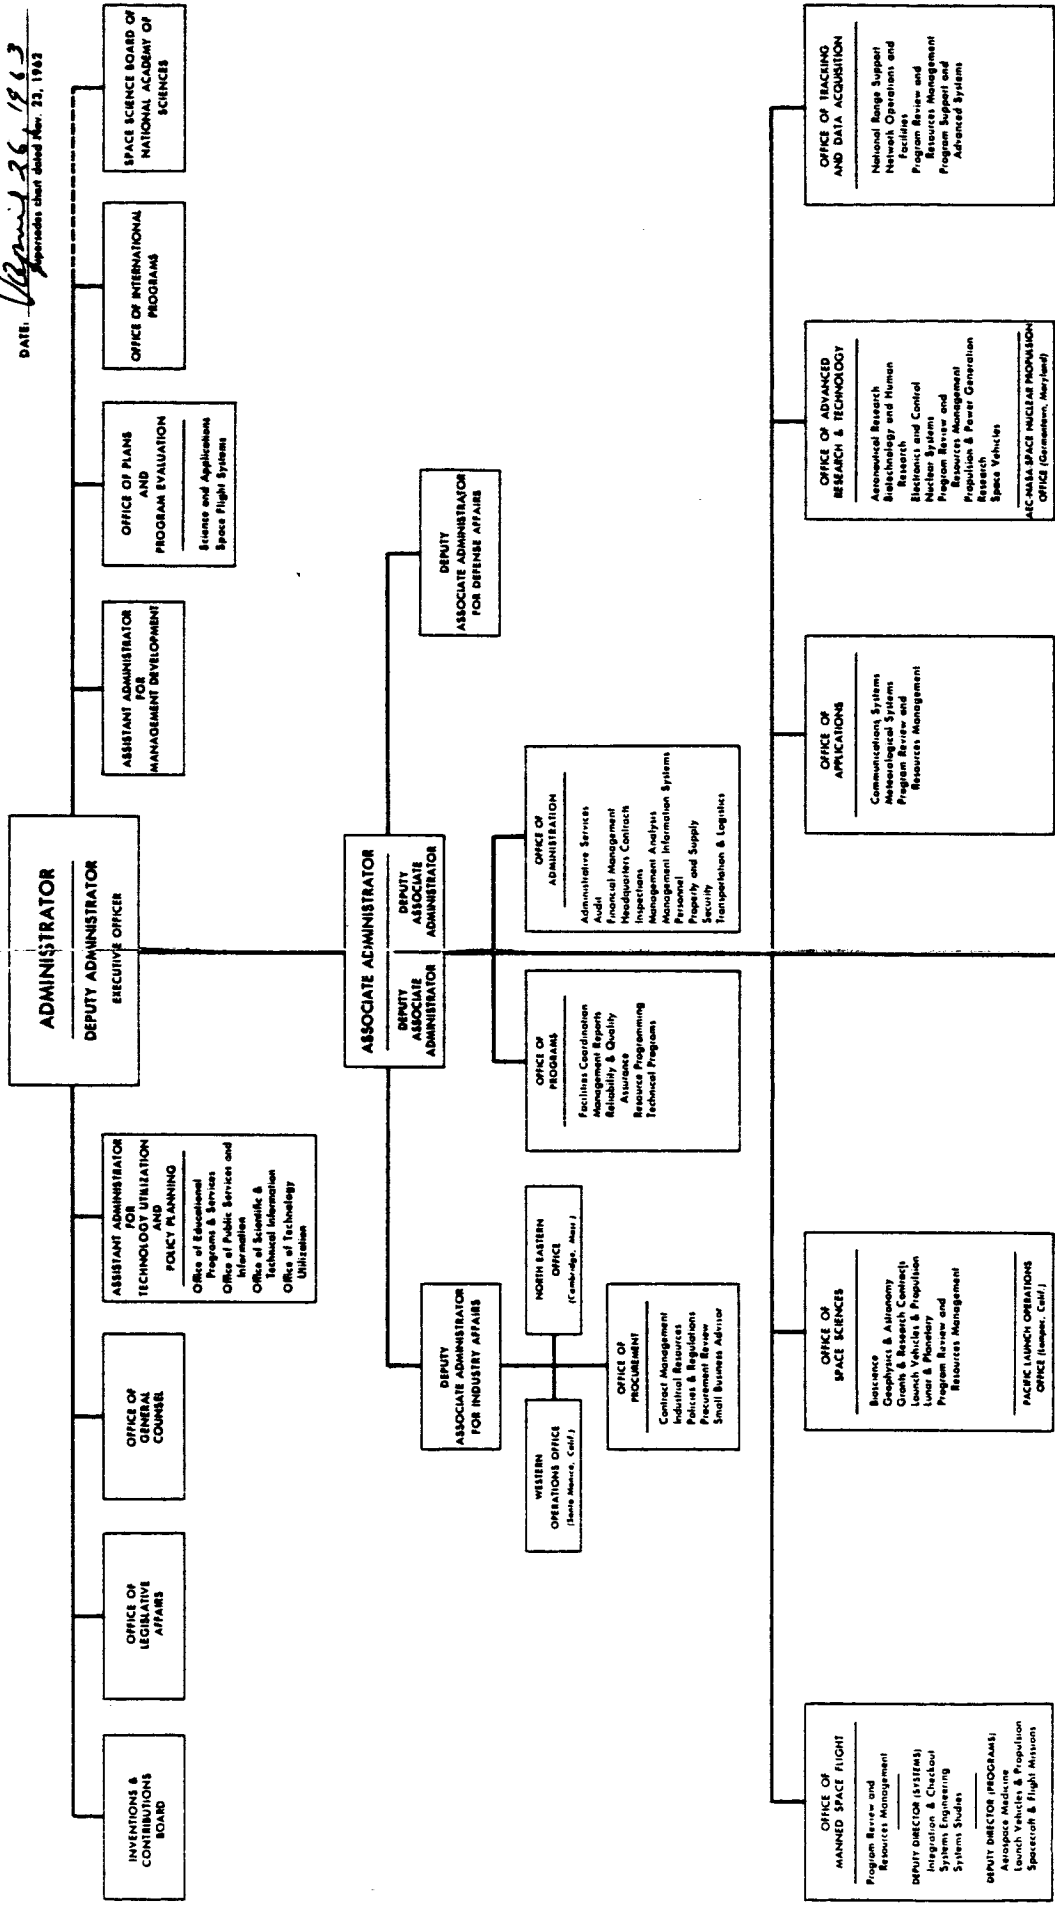 DATE: April 26, 1963
Supersedes chart dated Nov. 23, 1962
ADMINISTRATOR
DEPUTY ADMINISTRATOR
EXECUTIVE OFFICER
INVENTIONS &
CONTRIBUTIONS
BOARD
OFFICE OF
LEGISLATIVE
AFFAIRS
OFFICE OF
GENERAL
COUNSEL
ASSISTANT ADMINISTRATOR
FOR
TECHNOLOGY UTILIZATION
AND
POLICY PLANNING
Office of Educational
Programs & Services
Office of Public Services and
Information
Office of Scientific &
Technical Information
Office of Technology
Utilization
ASSISTANT ADMINISTRATOR
FOR
MANAGEMENT DEVELOPMENT
OFFICE OF PLANS
AND
PROGRAM EVALUATION
Science and Applications
Space Flight Systems
OFFICE OF INTERNATIONAL
PROGRAMS
SPACE SCIENCE BOARD OF
NATIONAL ACADEMY OF
SCIENCES
ASSOCIATE ADMINISTRATOR
DEPUTY
ASSOCIATE
ADMINISTRATOR
DEPUTY
ASSOCIATE
ADMINISTRATOR
DEPUTY
ASSOCIATE ADMINISTRATOR
FOR INDUSTRY AFFAIRS
DEPUTY
ASSOCIATE ADMINISTRATOR
FOR DEFENSE AFFAIRS
WESTERN
OPERATIONS OFFICE
(Santa Monica, Calif.)
NORTH EASTERN
OFFICE
(Cambridge, Mass.)
OFFICE OF
PROCUREMENT
Contract Management
Industrial Resources
Policies & Regulations
Procurement Review
Small Business Advisor
OFFICE OF
PROGRAMS
Facilities Coordination
Management Reports
Reliability & Quality
Assurance
Resource Programming
Technical Programs
OFFICE OF
ADMINISTRATION
Administrative Services
Audit
Financial Management
Headquarters Contracts
Inspections
Management Analysis
Management Information Systems
Personnel
Property and Supply
Security
Transportation & Logistics
OFFICE OF
MANNED SPACE FLIGHT
Program Review and
Resources Management
DEPUTY DIRECTOR (SYSTEMS)
Integration & Checkout
Systems Engineering
Systems Studies
DEPUTY DIRECTOR (PROGRAMS)
Aerospace Medicine
Launch Vehicles & Propulsion
Spacecraft & Flight Missions
OFFICE OF
SPACE SCIENCES
Bioscience
Geophysics & Astronomy
Grants & Research Contracts
Launch Vehicles & Propulsion
Lunar & Planetary
Program Review and
Resources Management
PACIFIC LAUNCH OPERATIONS
OFFICE (Lompoc, Calif.)
OFFICE OF
APPLICATIONS
Communications Systems
Meteorological Systems
Program Review and
Resources Management
OFFICE OF ADVANCED
RESEARCH & TECHNOLOGY
Aeronautical Research
Biotechnology and Human
Research
Electronics and Control
Nuclear Systems
Program Review and
Resources Management
Propulsion & Power Generation
Research
Space Vehicles
AEC-NASA SPACE NUCLEAR PROPULSION
OFFICE (Germantown, Maryland)
OFFICE OF TRACKING
AND DATA ACQUISITION
National Range Support
Network Operations and
Facilities
Program Review and
Resources Management
Program Support and
Advanced Systems